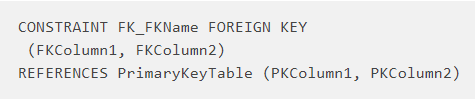 CONSTRAINT FK_FKName FOREIGN KEY
(FKColumn1, FKColumn2)
REFERENCES PrimaryKeyTable (PKColumn1, PKColumn2)